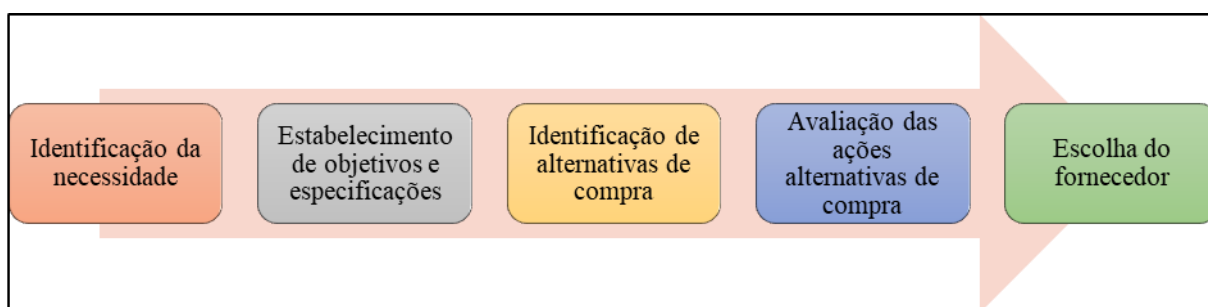 Identificação da
necessidade
Estabelecimento
de objetivos e
especificações
Identificação de
alternativas de
compra
Avaliação das
ações
alternativas de
compra
Escolha do
fornecedor